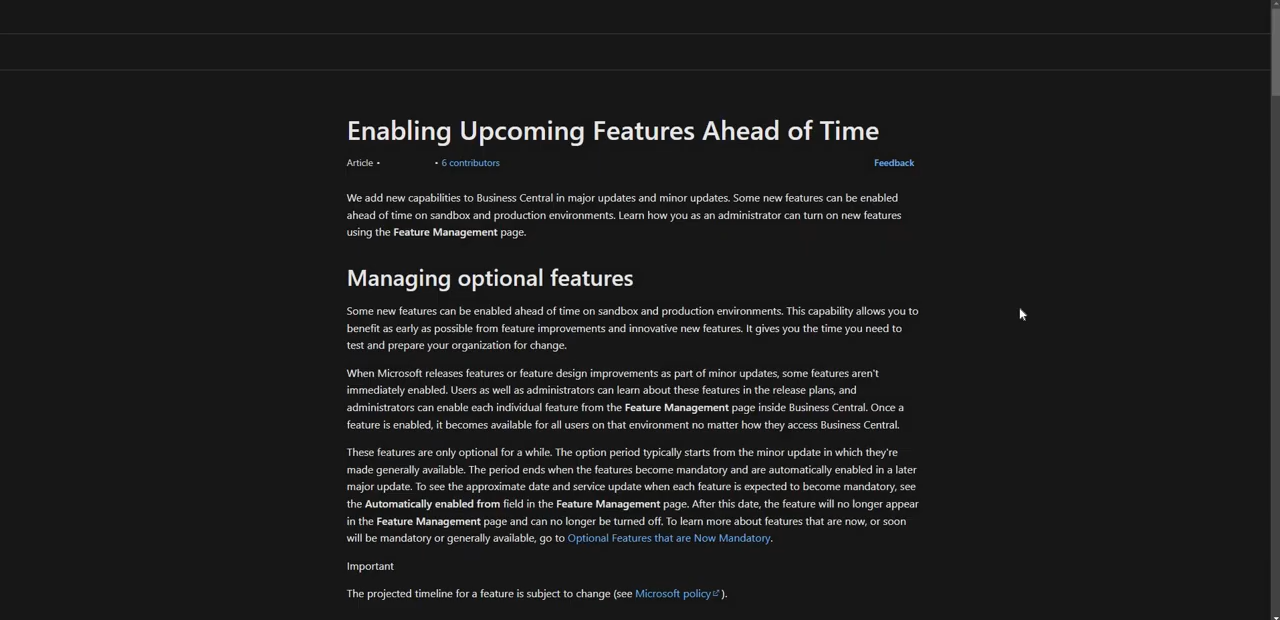 Enabling Upcoming Features Ahead of Time
Article • • 6 contributors Feedback
We add new capabilities to Business Central in major updates and minor updates. Some new features can be enabled
ahead of time on sandbox and production environments. Learn how you as an administrator can turn on new features
using the Feature Management page.
Managing optional features
Some new features can be enabled ahead of time on sandbox and production environments. This capability allows you to
benefit as early as possible from feature improvements and innovative new features. It gives you the time you need to
test and prepare your organization for change.
When Microsoft releases features or feature design improvements as part of minor updates, some features aren't
immediately enabled. Users as well as administrators can learn about these features in the release plans, and
administrators can enable each individual feature from the Feature Management page inside Business Central. Once a
feature is enabled, it becomes available for all users on that environment no matter how they access Business Central.
These features are only optional for a while. The option period typically starts from the minor update in which they're
made generally available. The period ends when the features become mandatory and are automatically enabled in a later
major update. To see the approximate date and service update when each feature is expected to become mandatory, see
the Automatically enabled from field in the Feature Management page. After this date, the feature will no longer appear
in the Feature Management page and can no longer be turned off. To learn more about features that are now, or soon
will be mandatory or generally available, go to Optional Features that are Now Mandatory.
Important
The projected timeline for a feature is subject to change (see Microsoft policy ).